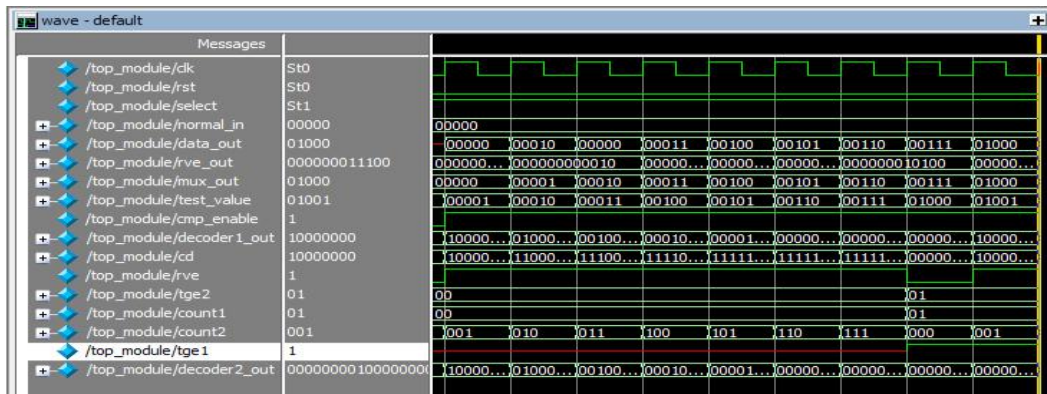 wave - default
Messages
/top_module/clk St0
/top_module/rst St0
/top_module/select St1
/top_module/normal_in 00000 00000
/top_module/data_out 01000 00000 00010 00000 00011 00100 00101 00110 00111 01000
/top_module/rve_out 000000011100 000000... 000000000010 00000... 00000... 00000... 000000010100 00000...
/top_module/mux_out 01000 00000 00001 00010 00011 00100 00101 00110 00111 01000
/top_module/test_value 01001 00001 00010 00011 00100 00101 00110 00111 01000 01001
/top_module/cmp_enable 1
/top_module/decoder1_out 10000000 10000... 01000... 00100... 00010... 00001... 00000... 00000... 00000... 10000...
/top_module/cd 10000000 10000... 11000... 11100... 11110... 11111... 11111... 11111... 00000... 10000...
/top_module/rve 1
/top_module/tge2 01 00 01
/top_module/count1 01 00 01
/top_module/count2 001 001 010 011 100 101 110 111 000 001
/top_module/tge1 1
/top_module/decoder2_out 0000000010000000( 10000... 01000... 00100... 00010... 00001... 00000... 00000... 00000... 00000...